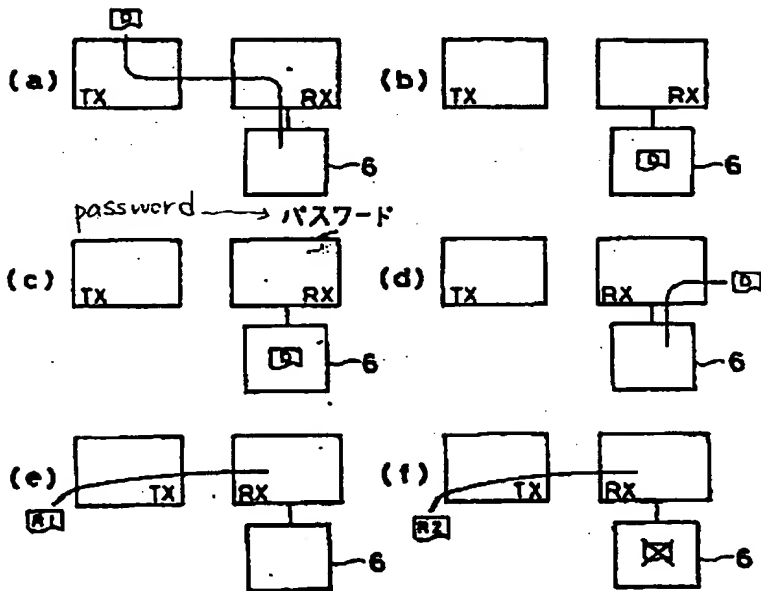 D
(a) TX RX (b) TX RX
6 D 6
password パスワード
(c) TX RX (d) TX RX D
D 6 6
(e) TX RX (f) TX RX
R1 R2
6 6